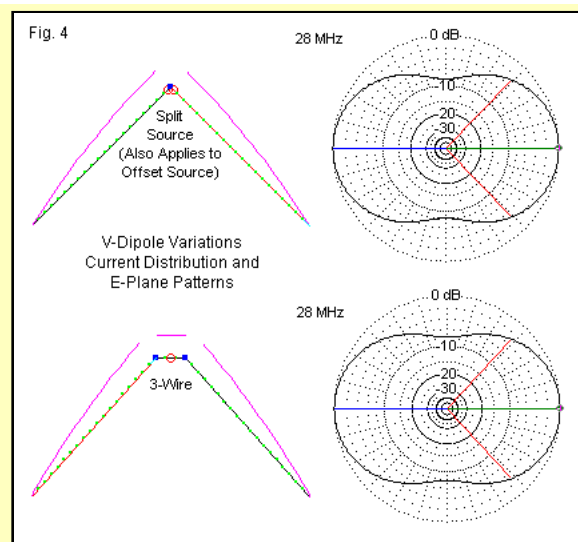 Fig. 4
28 MHz
0 dB
-10
20
30
Split
Source
(Also Applies to
Offset Source)
V-Dipole Variations
Current Distribution and
E-Plane Patterns
28 MHz
0 dB
-10
20
-30
3-Wire